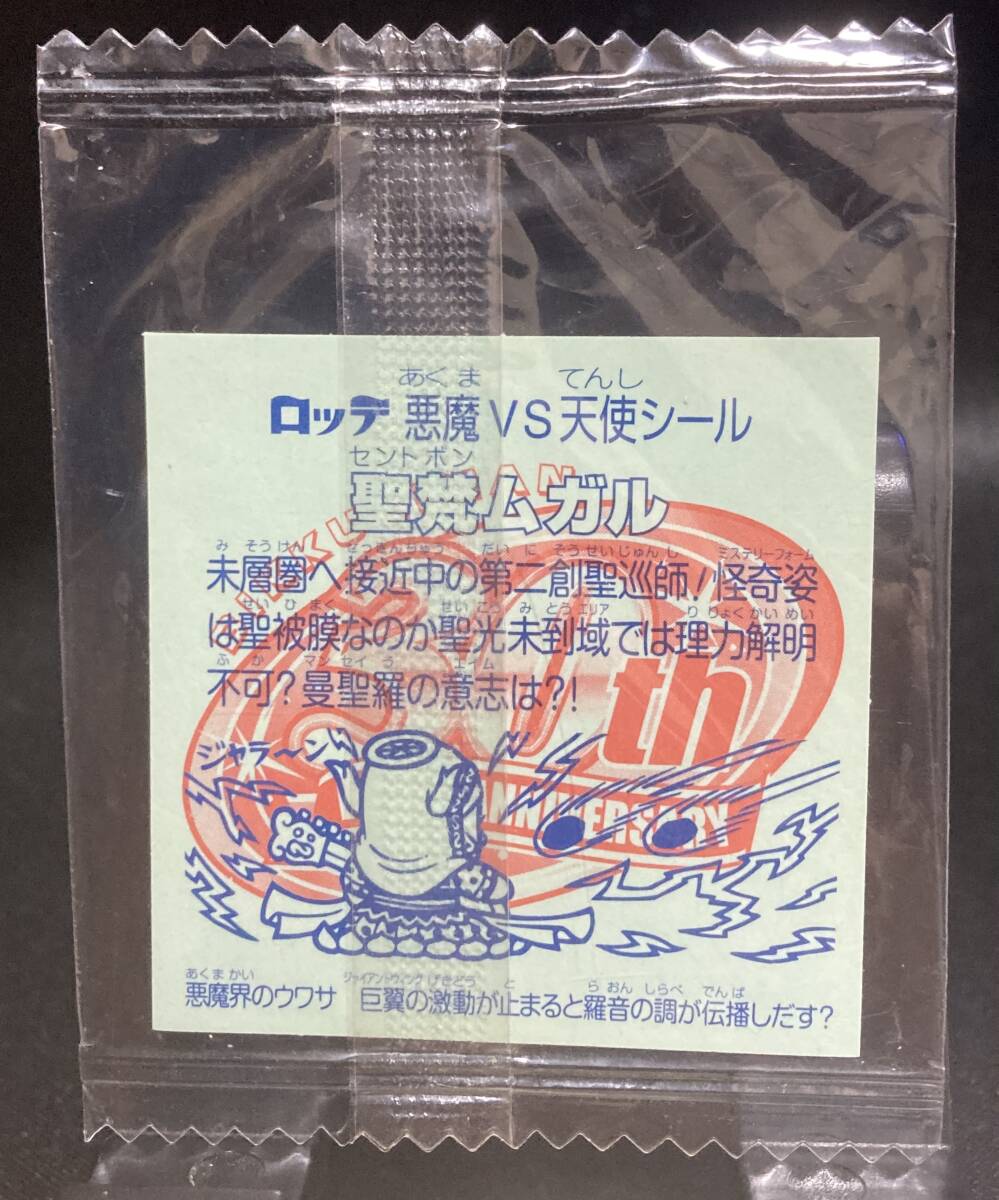 あくま てんし
ロッテ 悪魔VS天使シール
セントボン
聖梵ムガル
BIKKURIMAN
みそうけん せっきんちゅう だいに そうせいじゅんし ミステリーフォーム
未層圏へ接近中の第二創聖巡師!怪奇姿
せいひまく せいこう みとうエリア りりょくかいめい
は聖被膜なのか聖光未到域では理力解明
ふか マンセイラ エイム
不可?曼聖羅の意志は?!
30th
ANNIVERSARY
ジャラ〜ン
あくまかい ジャイアントウィング げきどう と らおん しらべ でんぱ
悪魔界のウワサ 巨翼の激動が止まると羅音の調が伝播しだす?